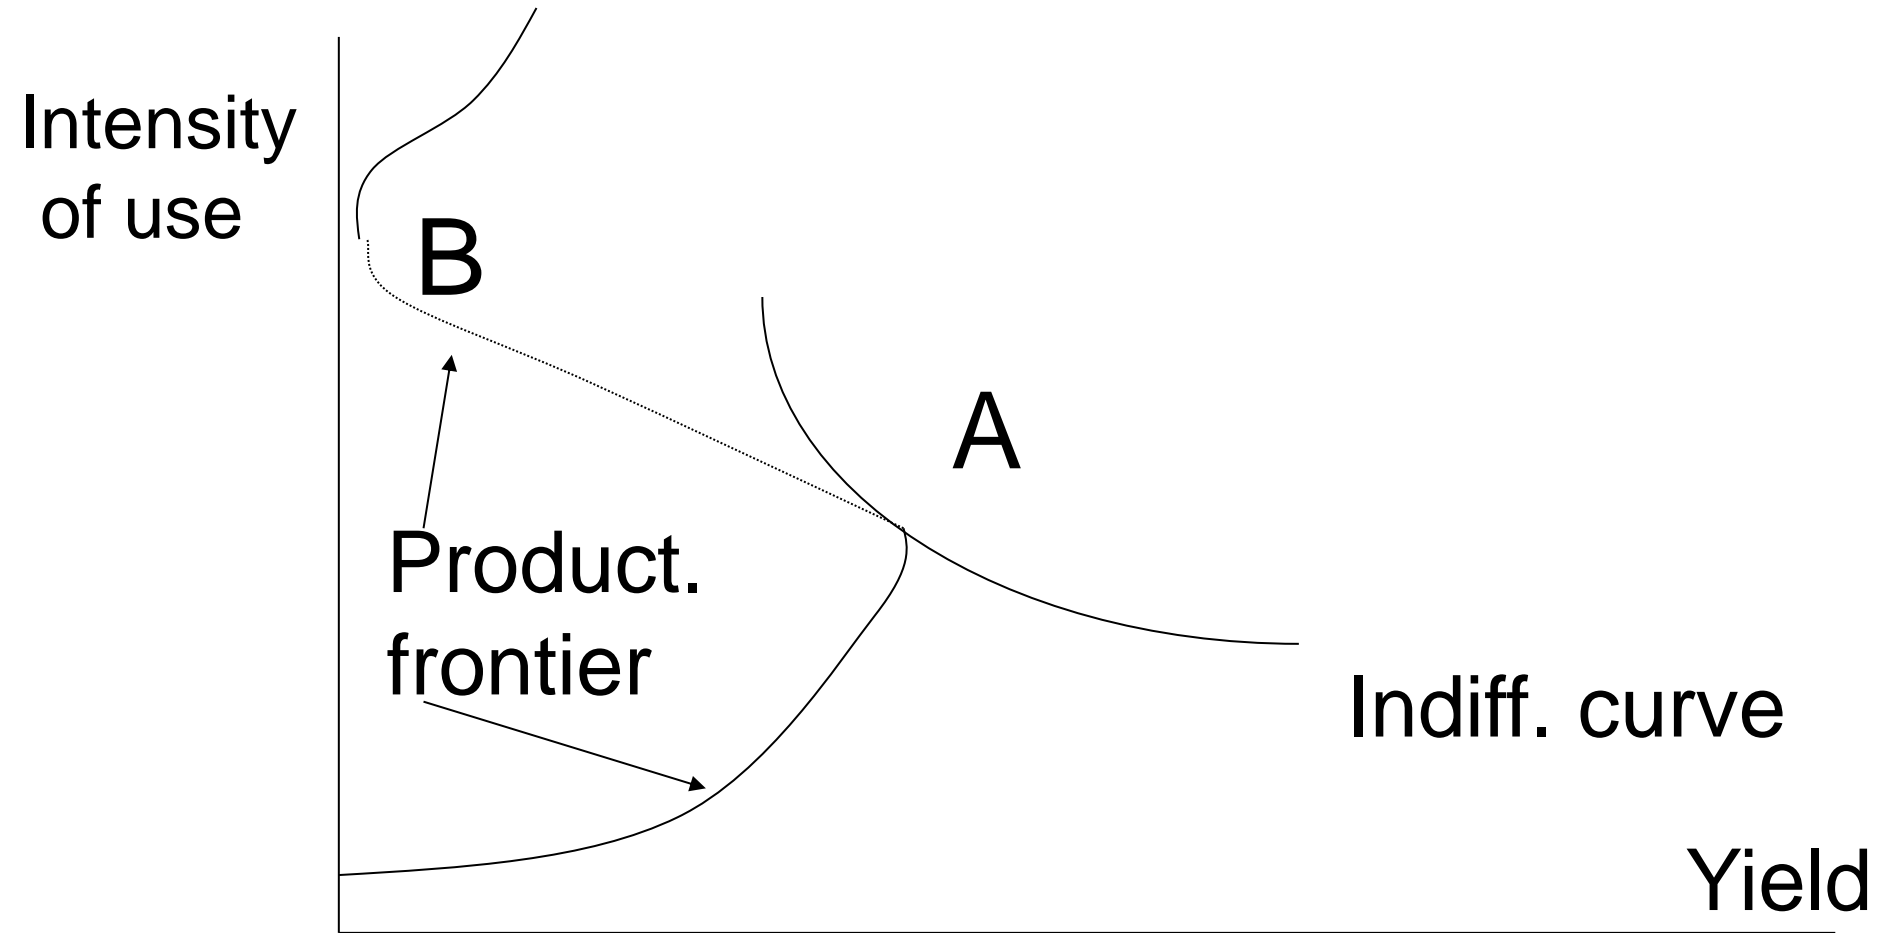 Intensity
of use
B
A
Product.
frontier
Indiff. curve
Yield